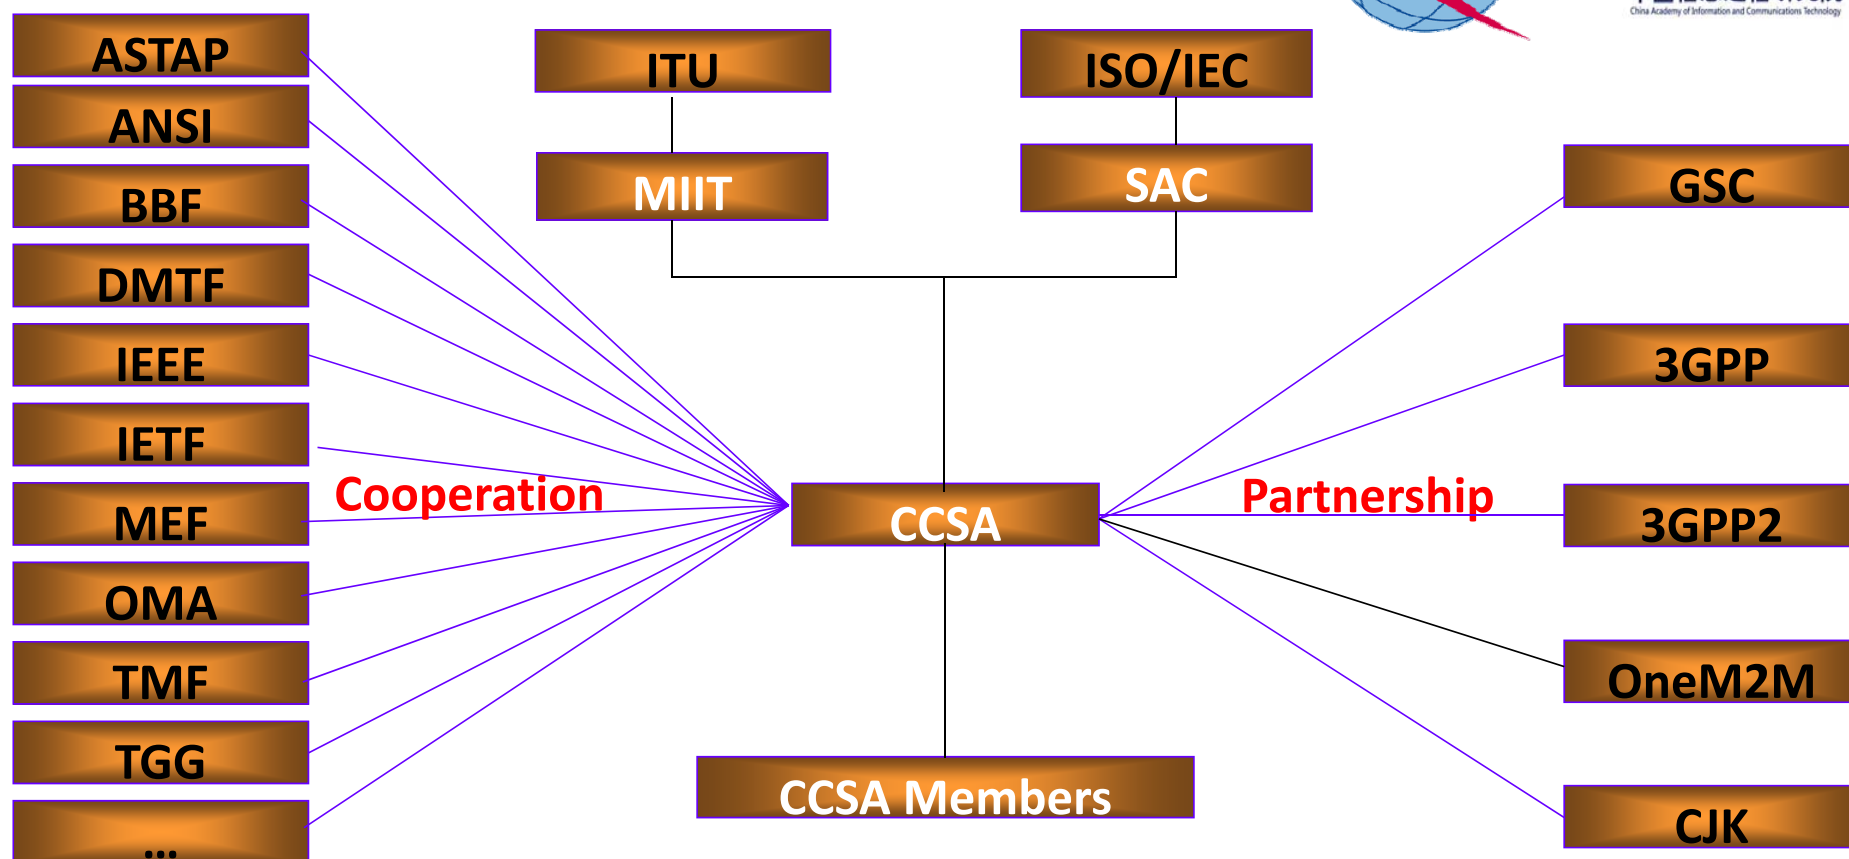 China Academy of Information and Communications Technology
ASTAP
ITU
ISO/IEC
ANSI
MIIT
SAC
GSC
BBF
DMTF
IEEE
3GPP
IETF
Cooperation
Partnership
MEF
CCSA
3GPP2
OMA
TMF
OneM2M
TGG
CCSA Members
CJK
...